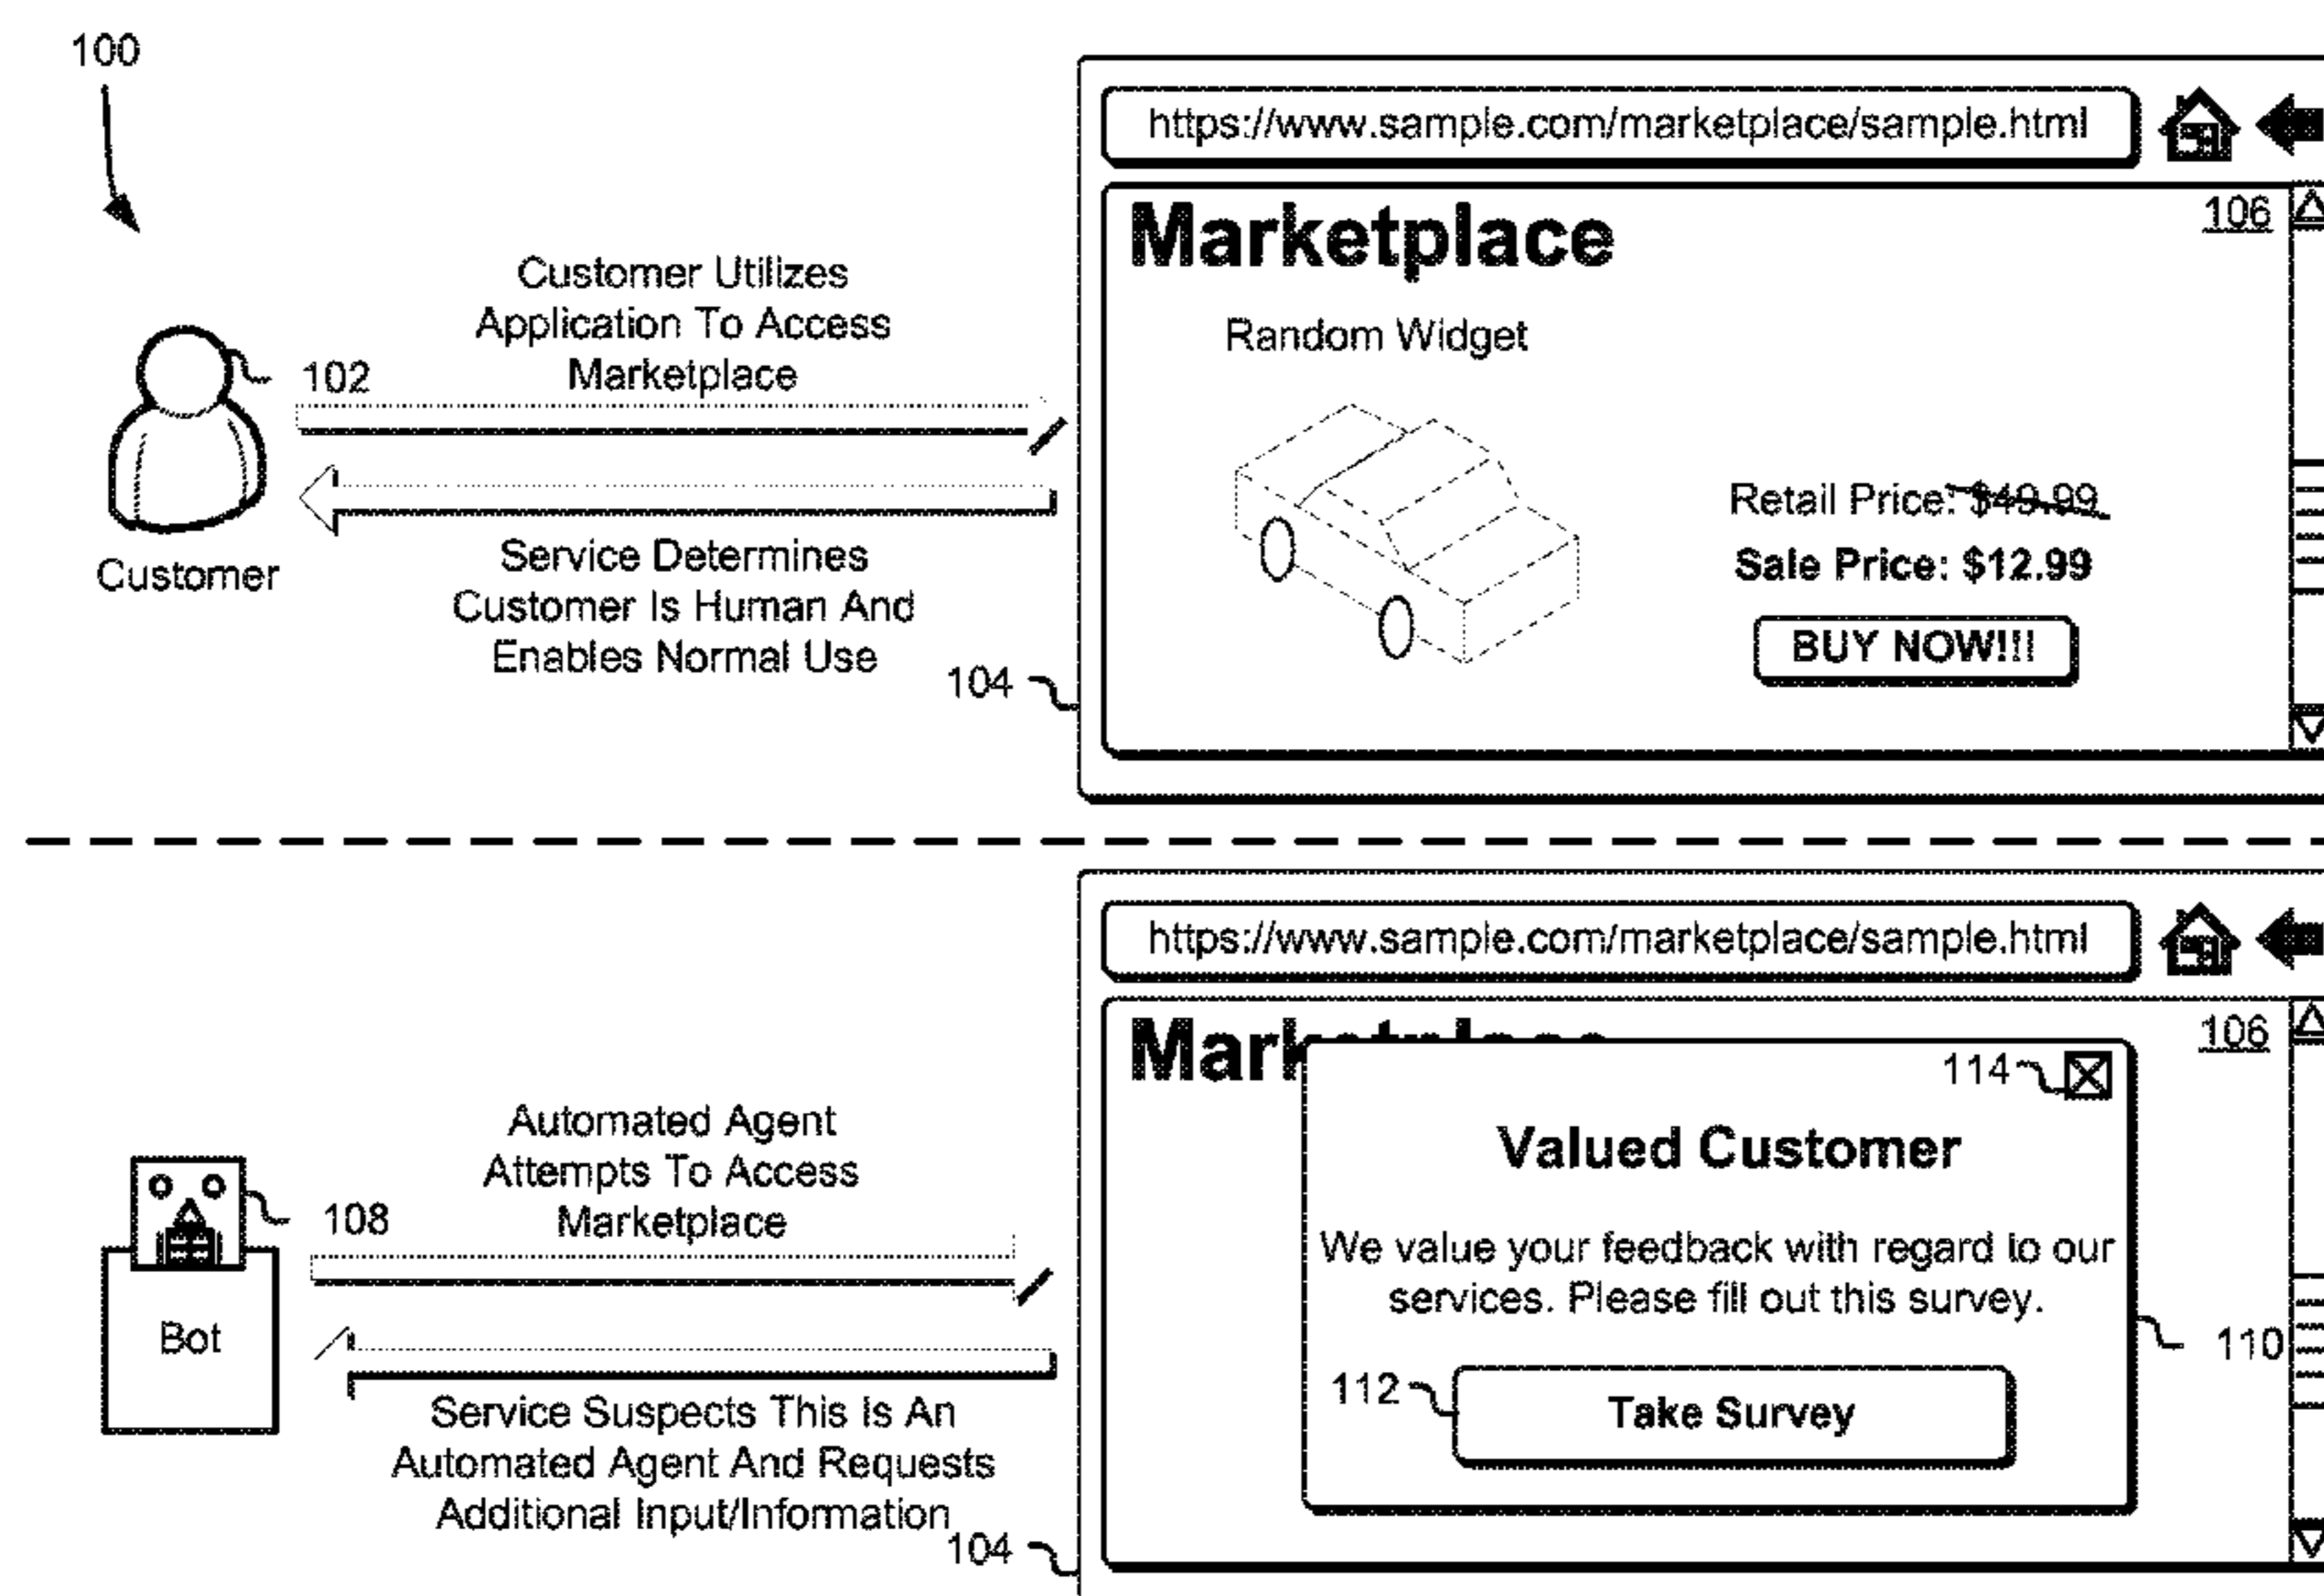 100
https://www.sample.com/marketplace/sample.html
106
Marketplace
Random Widget
Customer Utilizes
Application To Access
Marketplace
102
Retail Price: $49.99
Sale Price: $12.99
BUY NOW!!!
Customer
Service Determines
Customer Is Human And
Enables Normal Use
104
https://www.sample.com/marketplace/sample.html
106
Mark
114
Valued Customer
We value your feedback with regard to our
services. Please fill out this survey.
110
112
Take Survey
Automated Agent
Attempts To Access
Marketplace
108
Bot
Service Suspects This Is An
Automated Agent And Requests
Additional Input/Information
104